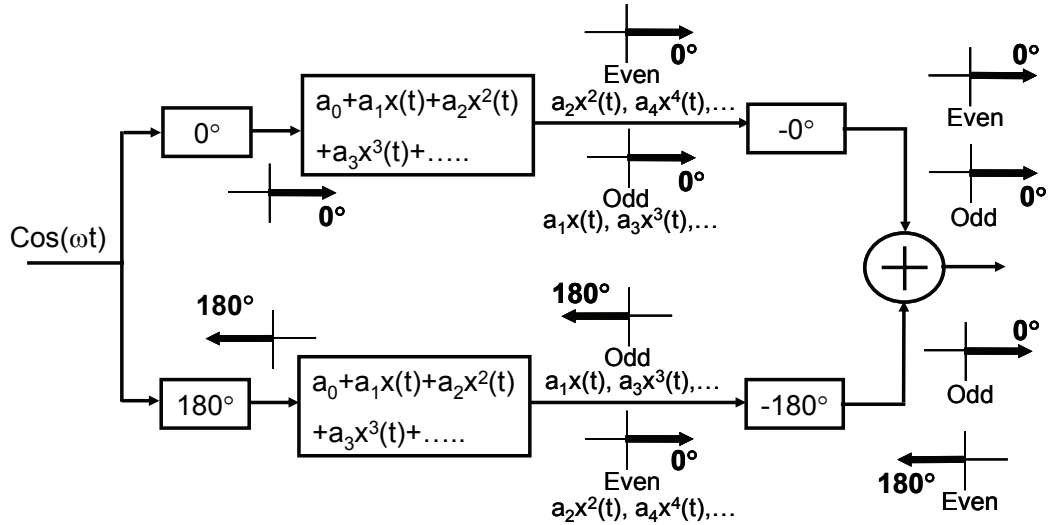 0°
Even
a₂x²(t), a₄x⁴(t),...
0°
Even
0°
a₀+a₁x(t)+a₂x²(t)
+a₃x³(t)+.....
-0°
0°
0°
Odd
a₁x(t), a₃x³(t),...
0°
Odd
Cos(ωt)
180°
180°
Odd
a₁x(t), a₃x³(t),...
0°
Odd
180°
a₀+a₁x(t)+a₂x²(t)
+a₃x³(t)+.....
-180°
0°
Even
a₂x²(t), a₄x⁴(t),...
180°
Even